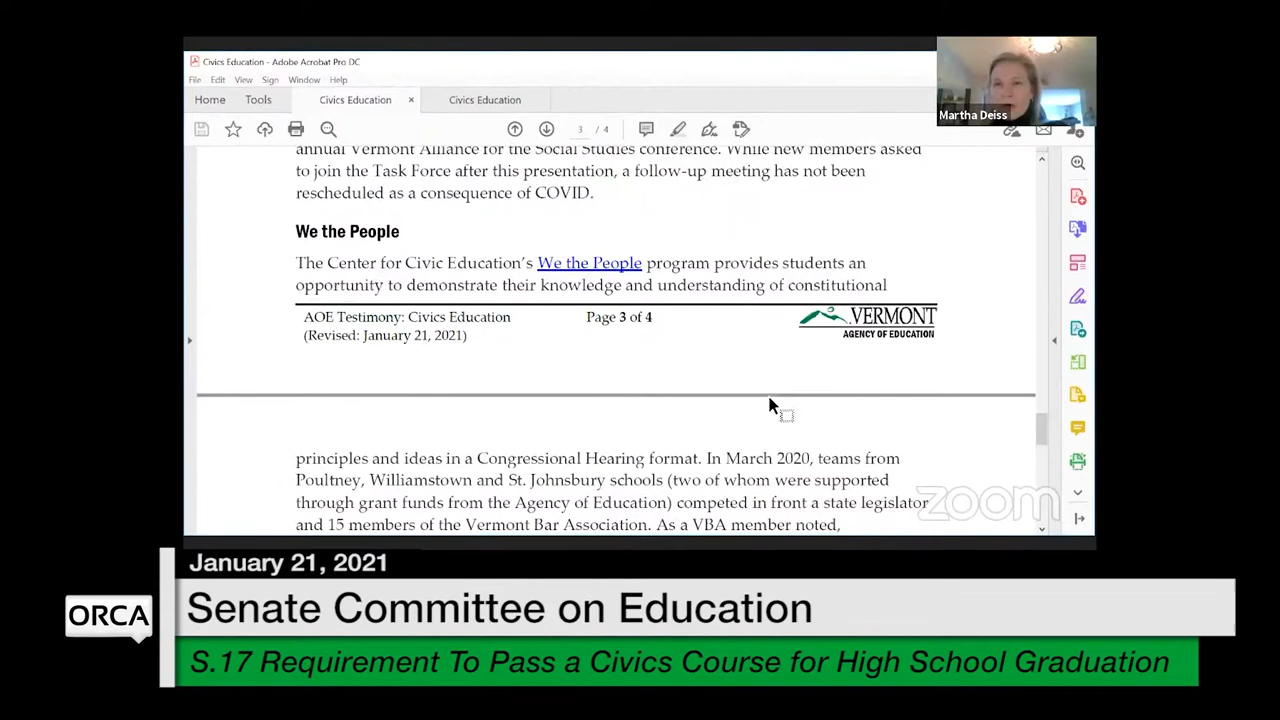 Civics Education - Adobe Acrobat Pro DC
File Edit View Sign Window Help
Home Tools Civics Education × Civics Education
3 / 4
Martha Deiss
annual Vermont Alliance for the Social Studies conference. While new members asked
to join the Task Force after this presentation, a follow-up meeting has not been
rescheduled as a consequence of COVID.
We the People
The Center for Civic Education's We the People program provides students an
opportunity to demonstrate their knowledge and understanding of constitutional
AOE Testimony: Civics Education
(Revised: January 21, 2021)
Page 3 of 4
VERMONT
AGENCY OF EDUCATION
principles and ideas in a Congressional Hearing format. In March 2020, teams from
Poultney, Williamstown and St. Johnsbury schools (two of whom were supported
through grant funds from the Agency of Education) competed in front a state legislator
and 15 members of the Vermont Bar Association. As a VBA member noted,
zoom
January 21, 2021
ORCA
Senate Committee on Education
S.17 Requirement To Pass a Civics Course for High School Graduation